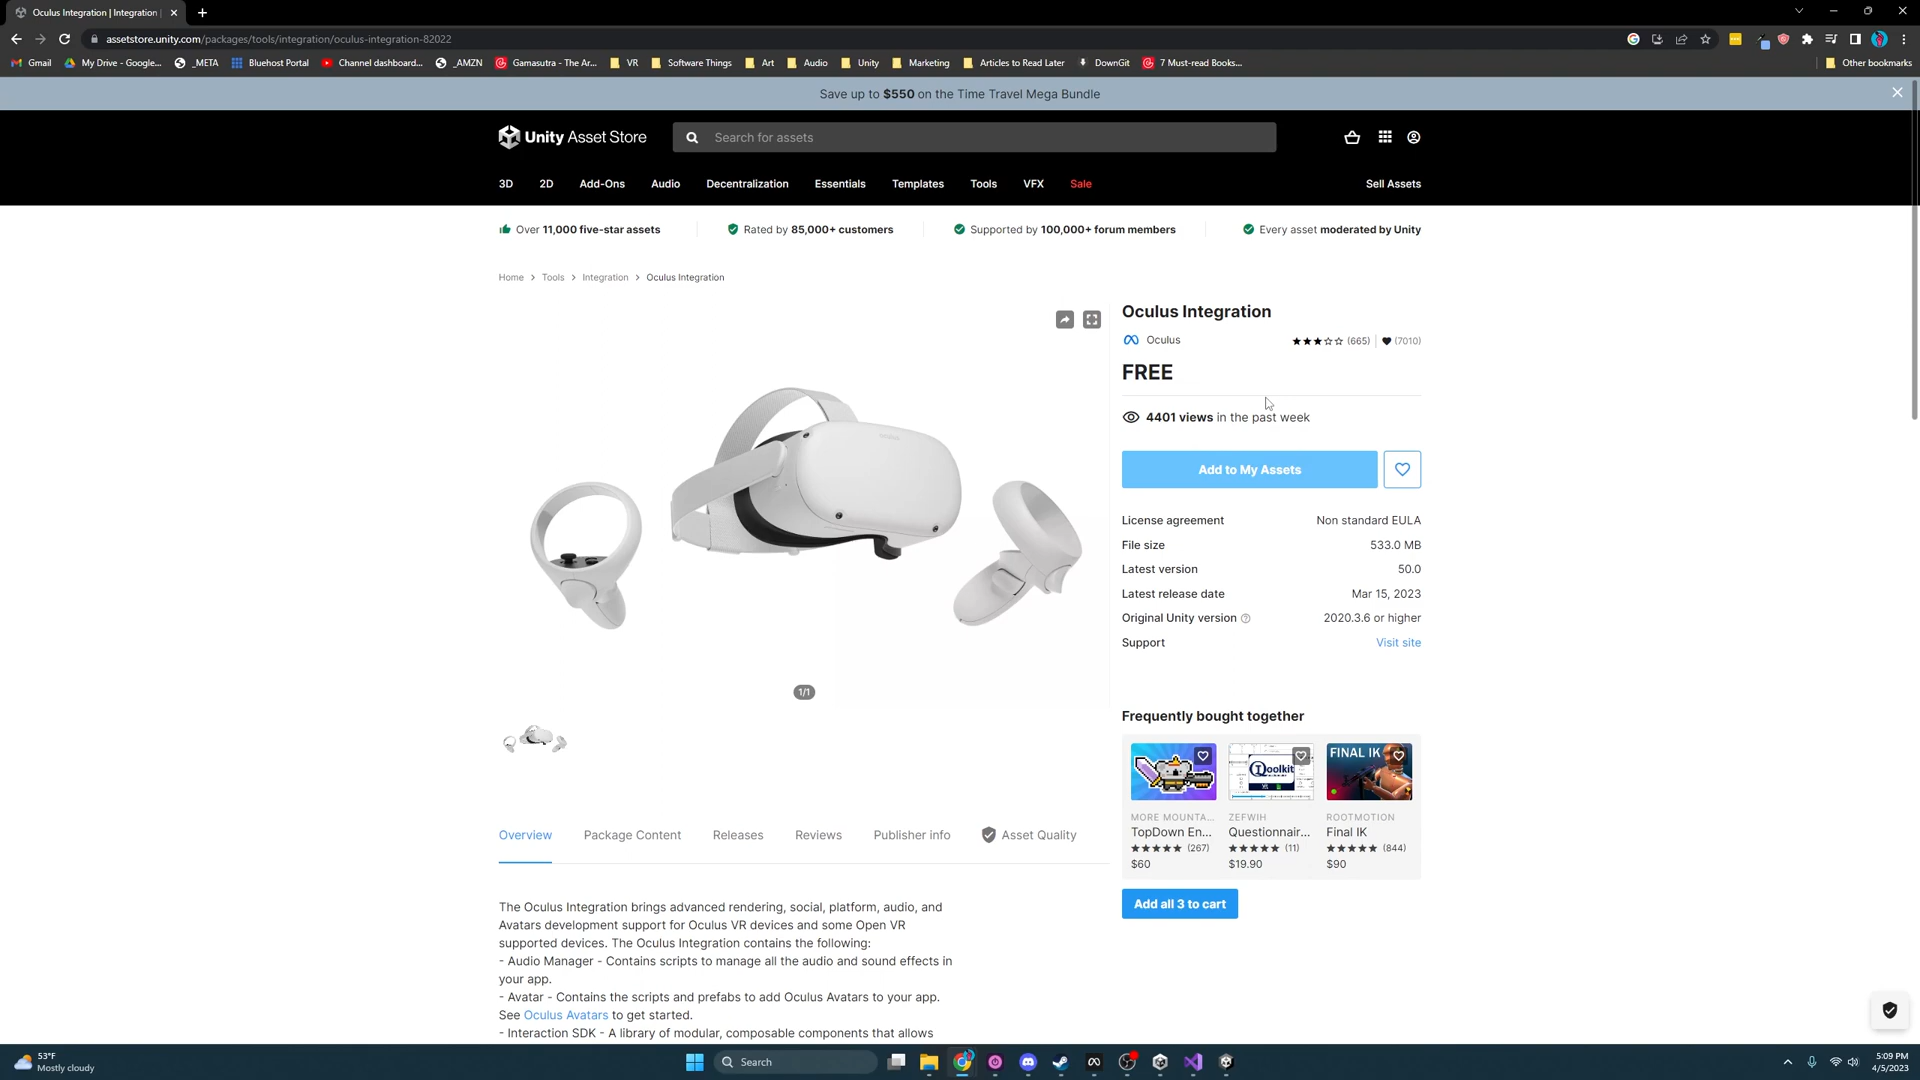 Oculus Integration | Integration
assetstore.unity.com/packages/tools/integration/oculus-integration-82022
Gmail
My Drive - Google...
_META
Bluehost Portal
Channel dashboard...
_AMZN
Gamasutra - The Ar...
VR
Software Things
Art
Audio
Unity
Marketing
Articles to Read Later
DownGit
7 Must-read Books...
Other bookmarks
Save up to $550 on the Time Travel Mega Bundle
Unity Asset Store
Search for assets
3D
2D
Add-Ons
Audio
Decentralization
Essentials
Templates
Tools
VFX
Sale
Sell Assets
Over 11,000 five-star assets
Rated by 85,000+ customers
Supported by 100,000+ forum members
Every asset moderated by Unity
Home > Tools > Integration > Oculus Integration
Oculus Integration
Oculus
(665)
(7010)
FREE
4401 views in the past week
Add to My Assets
License agreement
Non standard EULA
File size
533.0 MB
Latest version
50.0
Latest release date
Mar 15, 2023
Original Unity version
2020.3.6 or higher
Support
Visit site
1/1
Frequently bought together
Qoolkit
FINAL IK
MORE MOUNTA...
ZEFWIH
ROOTMOTION
TopDown En...
Questionnair...
Final IK
(267)
(11)
(844)
$60
$19.90
$90
Add all 3 to cart
Overview
Package Content
Releases
Reviews
Publisher info
Asset Quality
The Oculus Integration brings advanced rendering, social, platform, audio, and
Avatars development support for Oculus VR devices and some Open VR
supported devices. The Oculus Integration contains the following:
- Audio Manager - Contains scripts to manage all the audio and sound effects in
your app.
- Avatar - Contains the scripts and prefabs to add Oculus Avatars to your app.
See Oculus Avatars to get started.
- Interaction SDK - A library of modular, composable components that allows
53°F
Mostly cloudy
Search
5:09 PM
4/5/2023